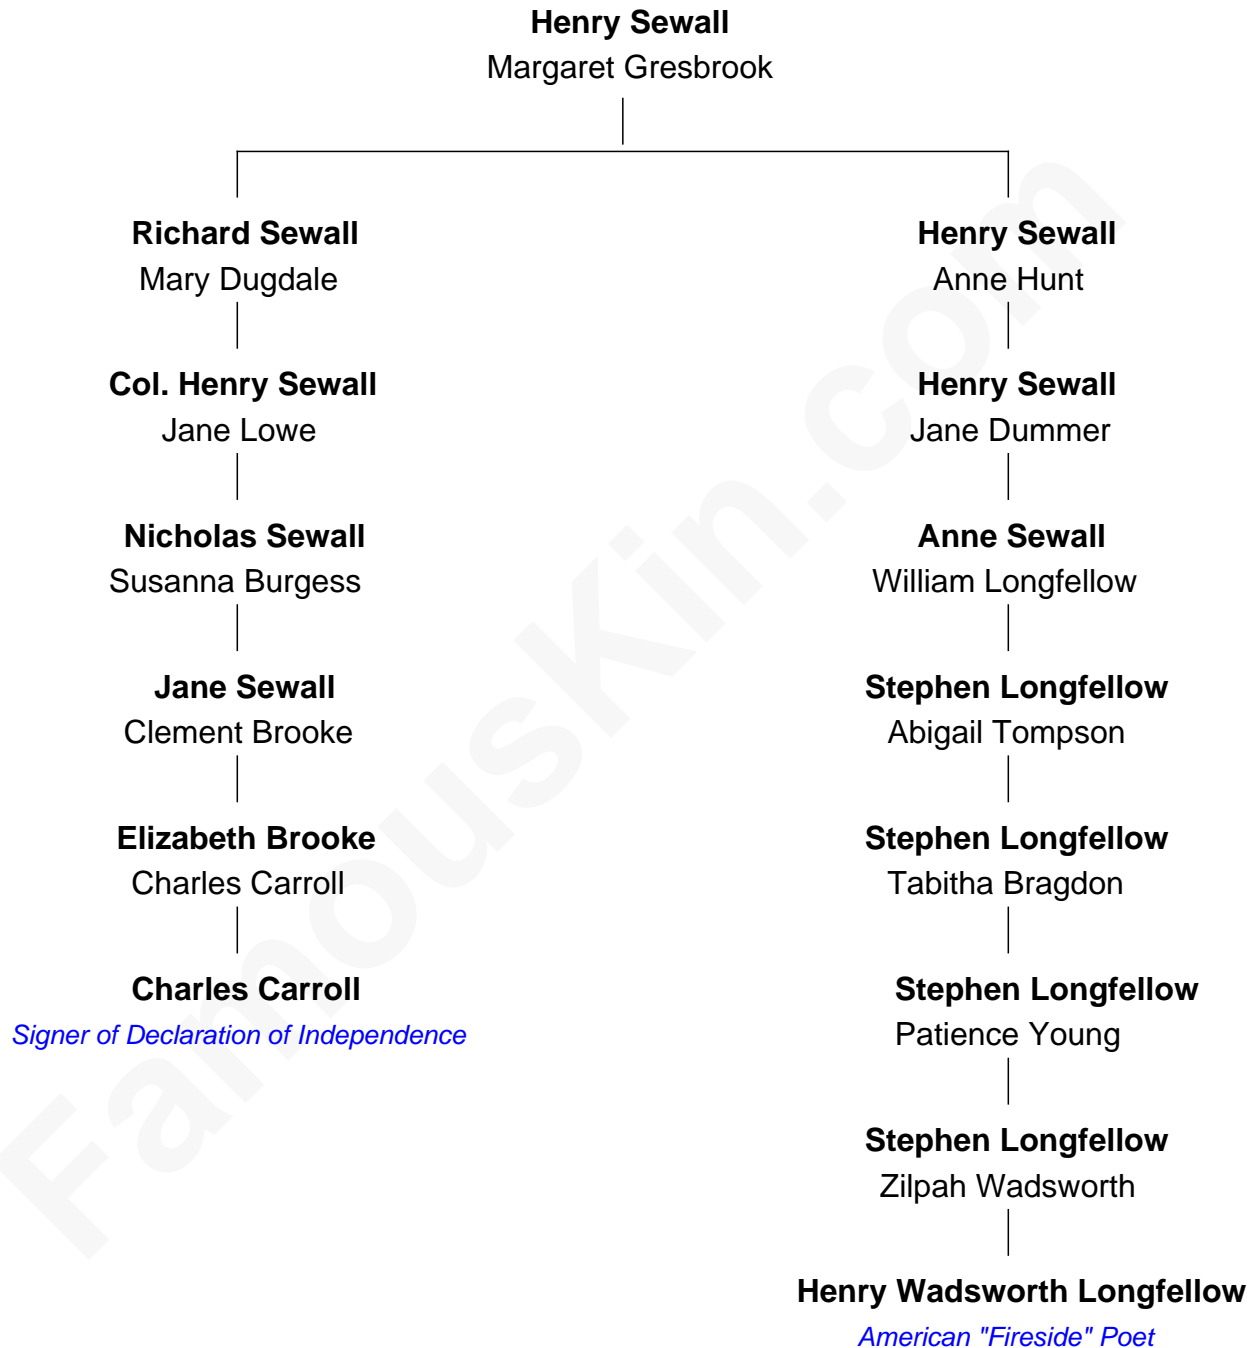 Henry Sewall
Margaret Gresbrook
Richard Sewall
Mary Dugdale
Col. Henry Sewall
Jane Lowe
Nicholas Sewall
Susanna Burgess
Jane Sewall
Clement Brooke
Elizabeth Brooke
Charles Carroll
Charles Carroll
Signer of Declaration of Independence
Henry Sewall
Anne Hunt
Henry Sewall
Jane Dummer
Anne Sewall
William Longfellow
Stephen Longfellow
Abigail Tompson
Stephen Longfellow
Tabitha Bragdon
Stephen Longfellow
Patience Young
Stephen Longfellow
Zilpah Wadsworth
Henry Wadsworth Longfellow
American "Fireside" Poet
FamousKin.com